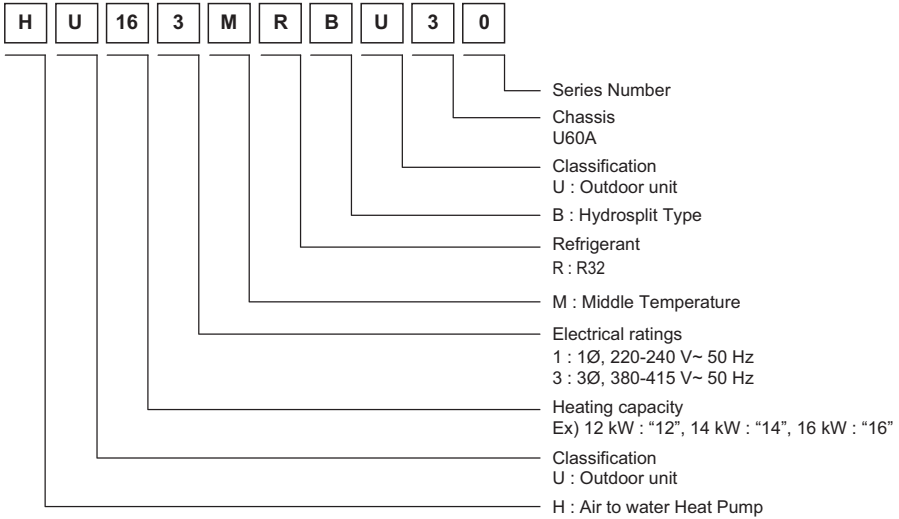 H U 16 3 M R B U 3 0
Series Number
Chassis
U60A
Classification
U : Outdoor unit
B : Hydrosplit Type
Refrigerant
R : R32
M : Middle Temperature
Electrical ratings
1 : 1Ø, 220-240 V~ 50 Hz
3 : 3Ø, 380-415 V~ 50 Hz
Heating capacity
Ex) 12 kW : “12”, 14 kW : “14”, 16 kW : “16”
Classification
U : Outdoor unit
H : Air to water Heat Pump